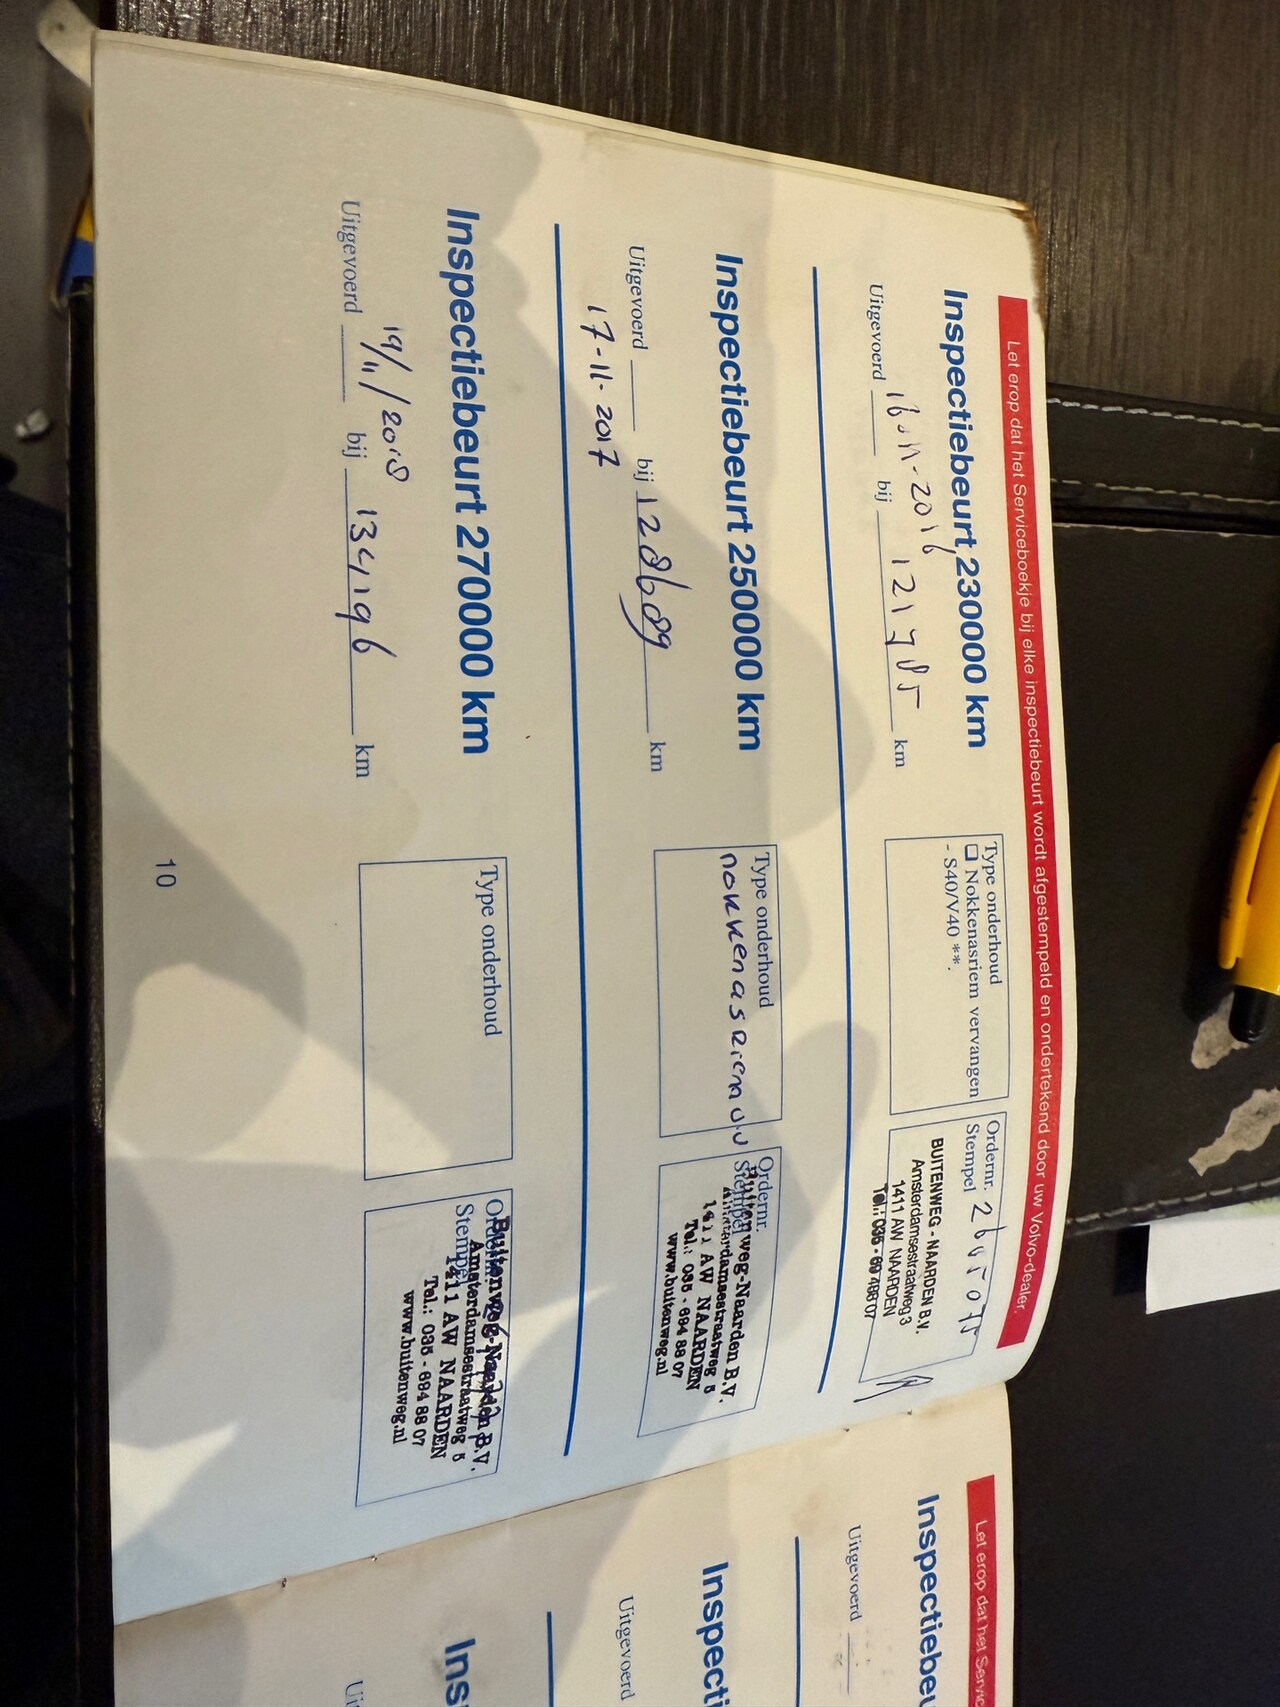 Let erop dat het Serviceboekje bij elke inspectiebeurt wordt afgestempeld en ondertekend door uw Volvo-dealer.
Inspectiebeurt 230000 km
16-11-2016
Uitgevoerd bij 121785 km
Type onderhoud
❑ Nokkenasriem vervangen
- S40/V40 **.
Ordernr.
Stempel
BUITENWEG - NAARDEN B.V.
Amsterdamsestraatweg 3
1411 AW NAARDEN
Tel.: 035 - 69 488 07
Inspectiebeurt 250000 km
Uitgevoerd bij 128689 km
17-11-2017
Type onderhoud
nokkenasriem
Ordernr.
Stempel
Buitenweg-Naarden B.V.
Amsterdamsestraatweg 5
1411 AW NAARDEN
Tel.: 035 - 694 88 07
www.buitenweg.nl
Inspectiebeurt 270000 km
19/11/2018
Uitgevoerd bij 134196 km
Type onderhoud
Ordernr.
Stempel
Buitenweg-Naarden B.V.
Amsterdamsestraatweg 5
1411 AW NAARDEN
Tel.: 035 - 694 88 07
www.buitenweg.nl
10
Let erop dat het Servic
Inspectiebeu
Uitgevoerd
Inspecti
Uitgevoerd
Ins
Ui